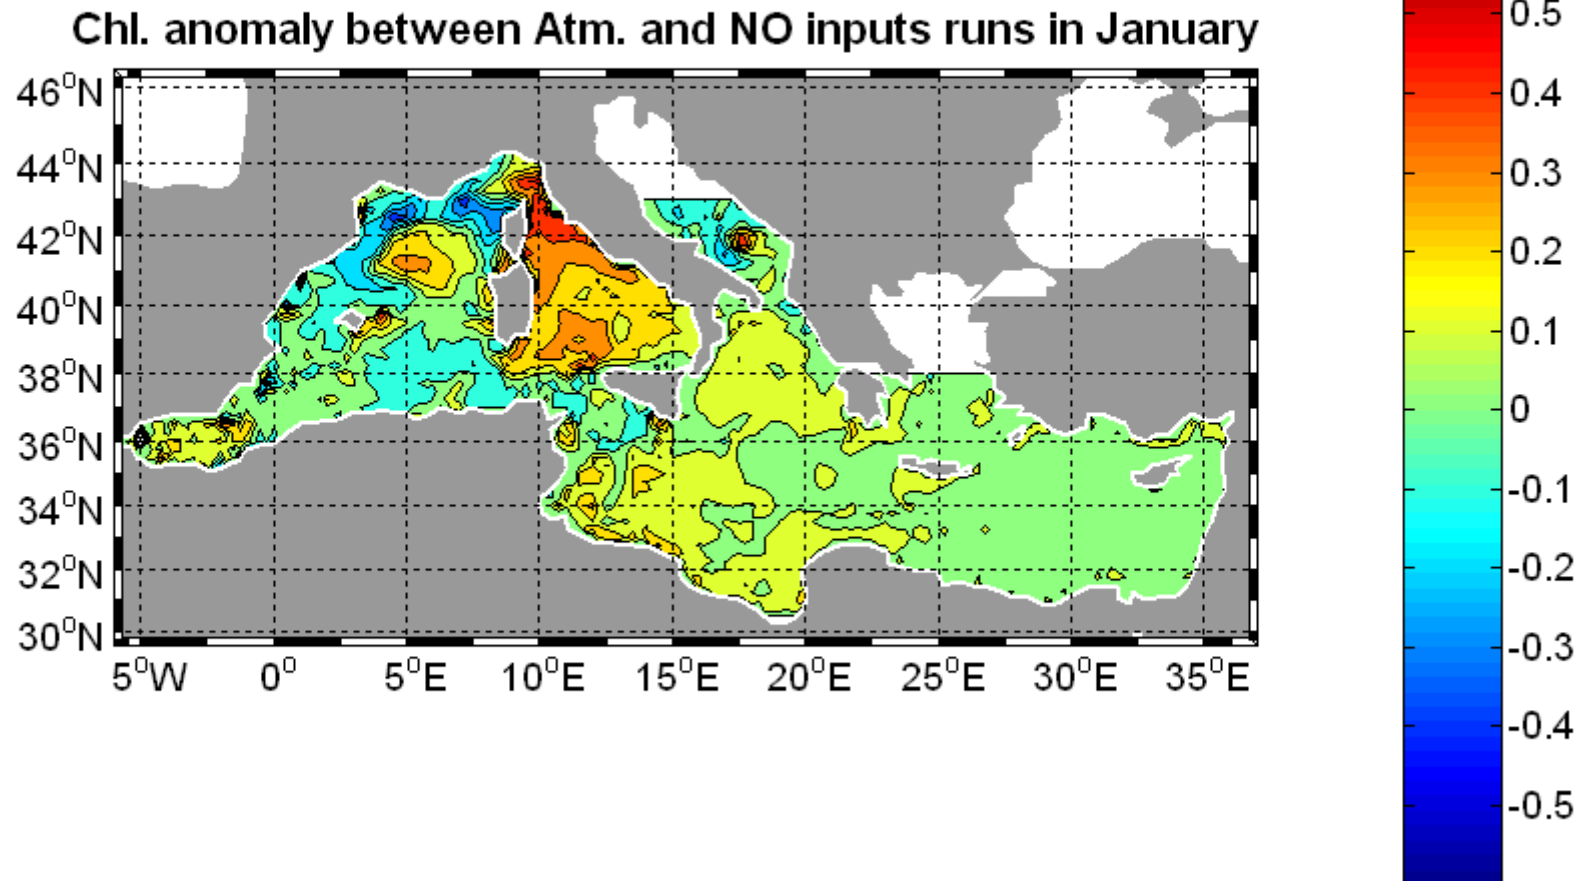 Chl. anomaly between Atm. and NO inputs runs in January
46°N
44°N
42°N
40°N
38°N
36°N
34°N
32°N
30°N
5°W 0° 5°E 10°E 15°E 20°E 25°E 30°E 35°E
0.5
0.4
0.3
0.2
0.1
0
-0.1
-0.2
-0.3
-0.4
-0.5